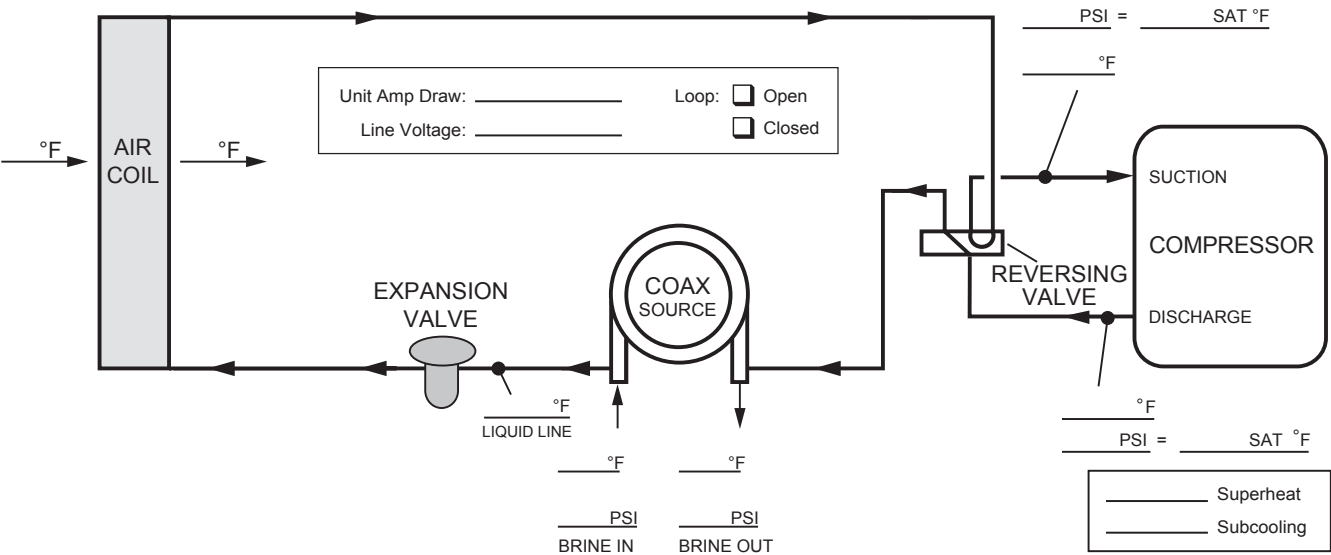 PSI = SAT °F
°F
Unit Amp Draw:
Loop: Open
Line Voltage:
Closed
°F
AIR
COIL
°F
SUCTION
COMPRESSOR
DISCHARGE
REVERSING
VALVE
COAX
SOURCE
EXPANSION
VALVE
°F
LIQUID LINE
°F
PSI
BRINE IN
°F
PSI
BRINE OUT
°F
PSI = SAT °F
Superheat
Subcooling